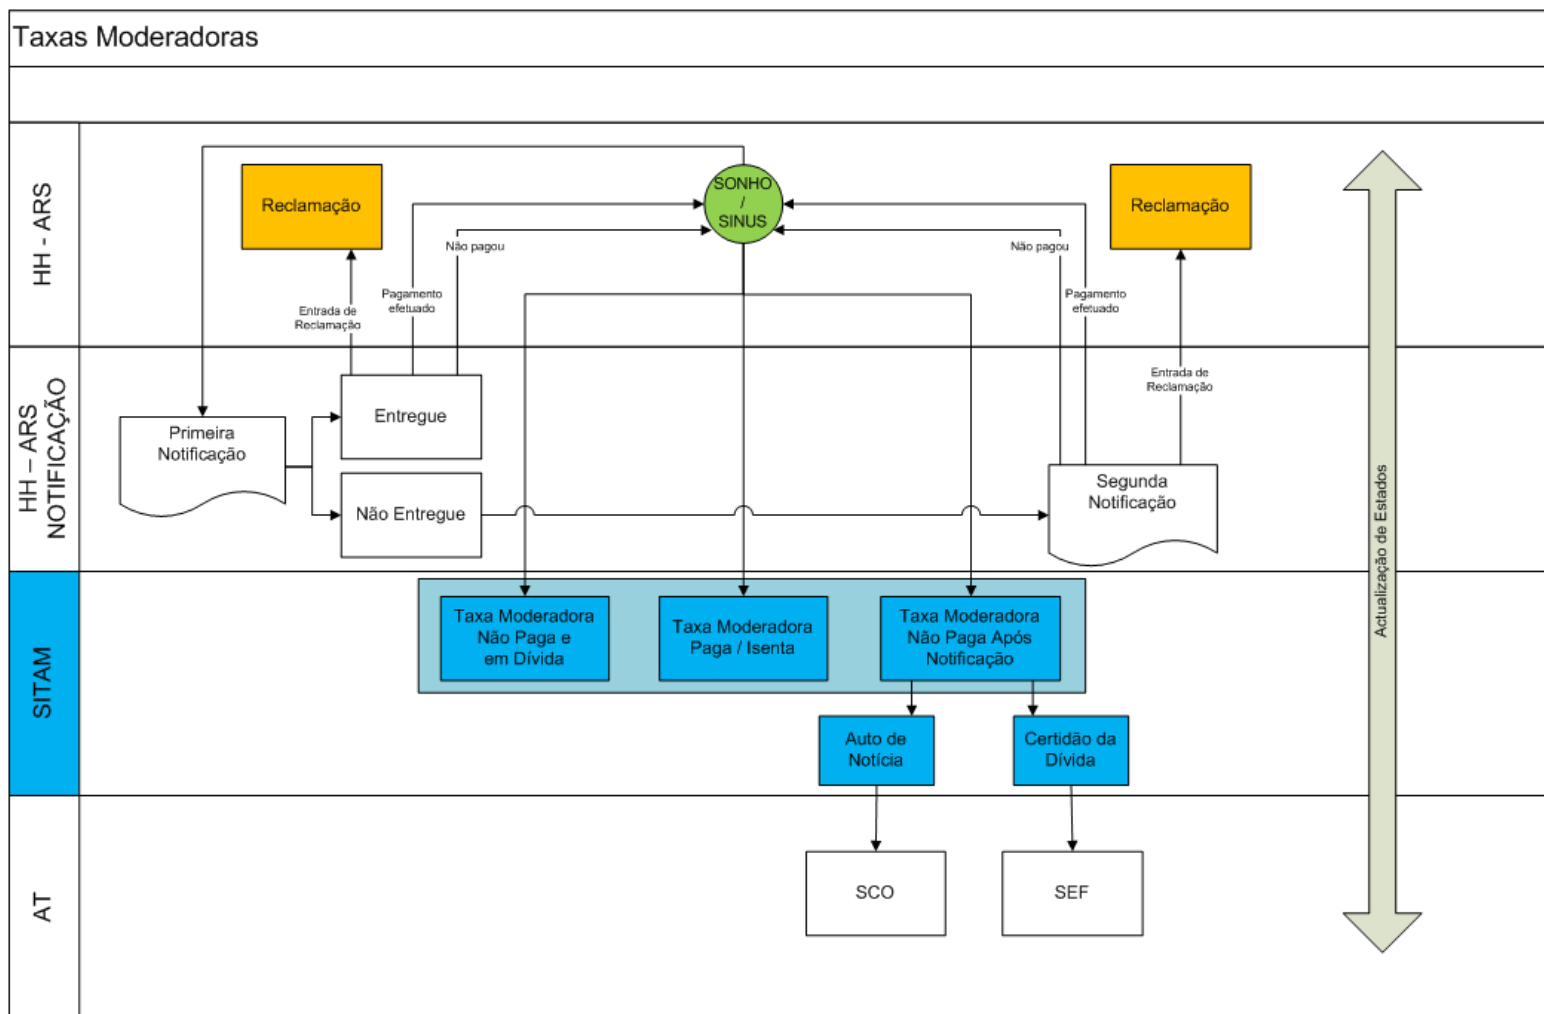 Taxas Moderadoras
HH - ARS
Reclamação
SONHO
/
SINUS
Reclamação
Não pagou
Não pagou
Pagamento
efetuado
Pagamento
efetuado
Entrada de
Reclamação
Entrada de
Reclamação
HH – ARS
NOTIFICAÇÃO
Primeira
Notificação
Entregue
Não Entregue
Segunda
Notificação
Actualização de Estados
SITAM
Taxa Moderadora
Não Paga e
em Dívida
Taxa Moderadora
Paga / Isenta
Taxa Moderadora
Não Paga Após
Notificação
Auto de
Notícia
Certidão da
Dívida
AT
SCO
SEF